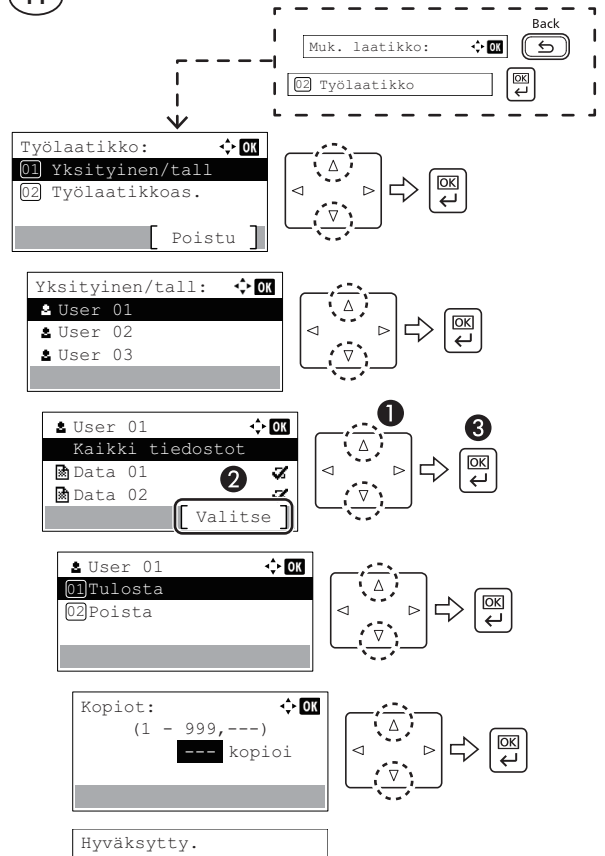 Back
Muk. laatikko: OK
02 Työlaatikko OK
Työlaatikko: OK
01 Yksityinen/tall
02 Työlaatikkoas.
[ Poistu ]
OK
Yksityinen/tall: OK
User 01
User 02
User 03
OK
User 01 OK
Kaikki tiedostot
Data 01
Data 02
[ Valitse ]
1
2
3
OK
User 01 OK
01 Tulosta
02 Poista
OK
Kopiot: OK
(1 - 999,---)
--- kopioi
OK
Hyväksytty.